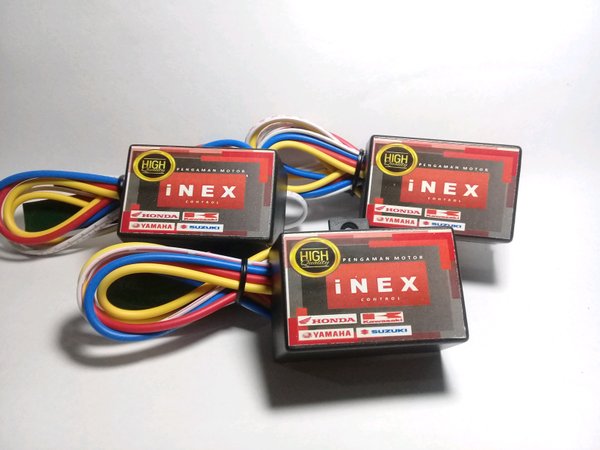 HIGH
Quality
PENGAMAN MOTOR
iNEX
CONTROL
HONDA
Kawasaki
YAMAHA
SUZUKI
HIGH
Quality
PENGAMAN MOTOR
iNEX
CONTROL
HONDA
Kawasaki
YAMAHA
SUZUKI
HIGH
Quality
PENGAMAN MOTOR
iNEX
CONTROL
HONDA
Kawasaki
YAMAHA
SUZUKI